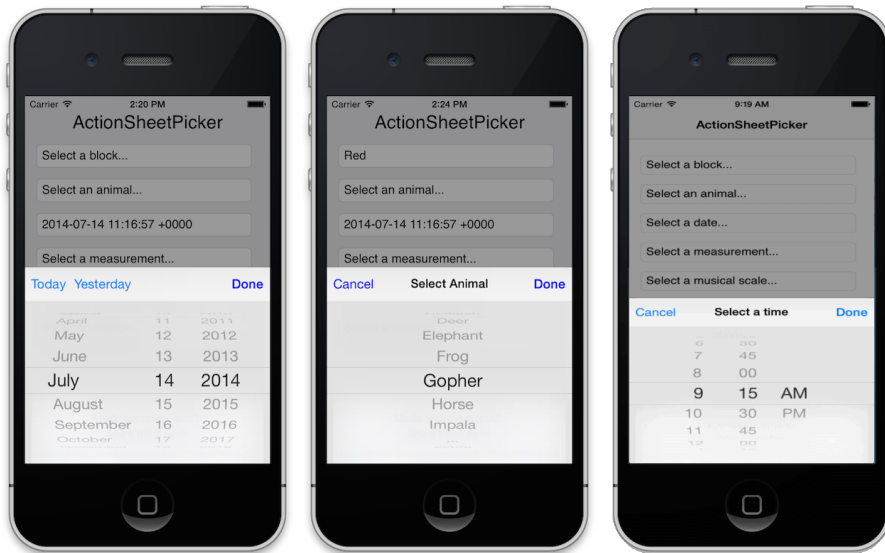 Carrier 2:20 PM
ActionSheetPicker
Select a block...
Select an animal...
2014-07-14 11:16:57 +0000
Select a measurement...
Today Yesterday Done
April 11 2011
May 12 2012
June 13 2013
July 14 2014
August 15 2015
September 16 2016
October 17 2017
Carrier 2:24 PM
ActionSheetPicker
Red
Select an animal...
2014-07-14 11:16:57 +0000
Select a measurement...
Cancel Select Animal Done
Deer
Elephant
Frog
Gopher
Horse
Impala
Carrier 9:19 AM
ActionSheetPicker
Select a block...
Select an animal...
Select a date...
Select a measurement...
Select a musical scale...
Cancel Select a time Done
6 30
7 45
8 00
9 15 AM
10 30 PM
11 45
12 00